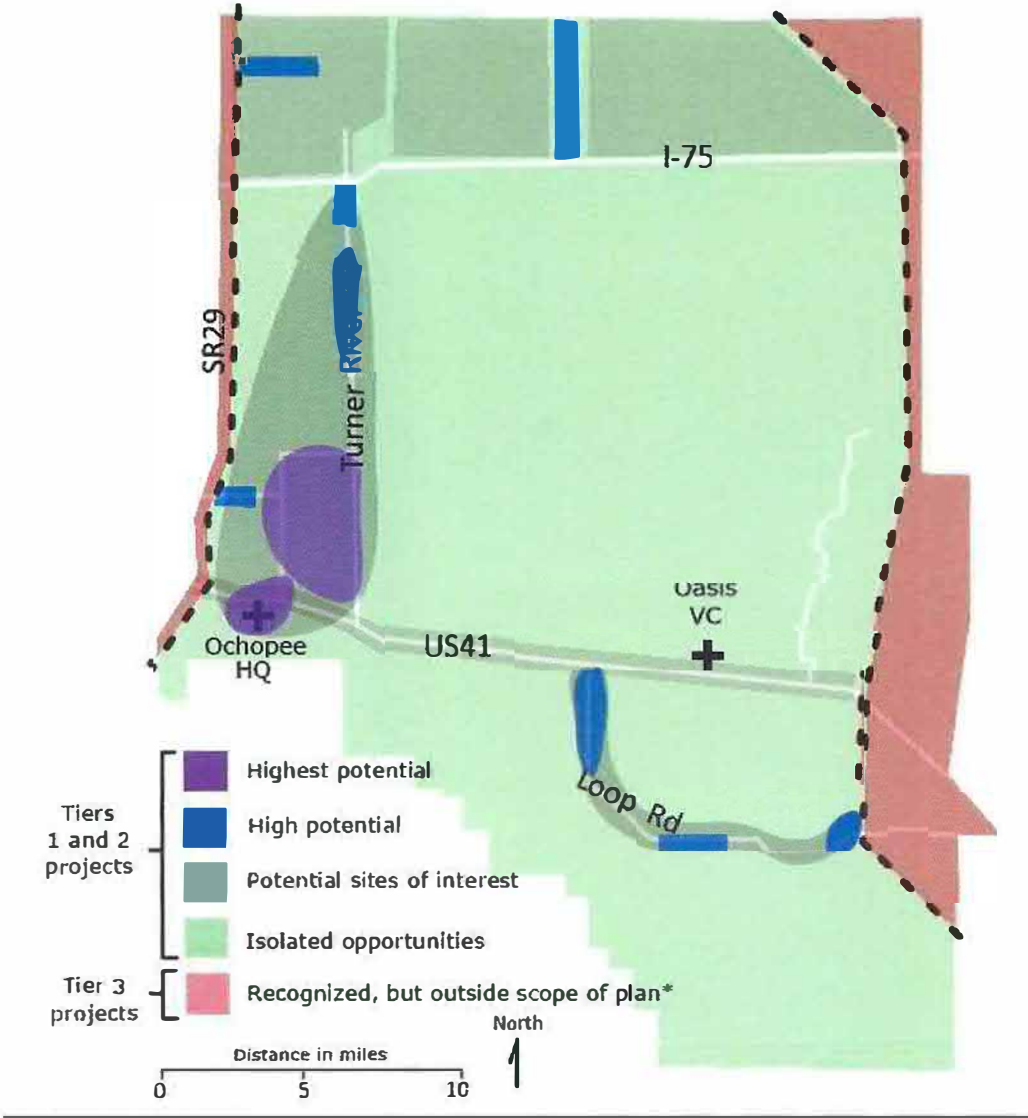 I-75
SR29
Turner River
Oasis
VC
Ochopee
HQ
US41
Loop Rd
Tiers
1 and 2
projects
Highest potential
High potential
Potential sites of interest
Isolated opportunities
Tier 3
projects
Recognized, but outside scope of plan*
North
Distance in miles
0 5 10